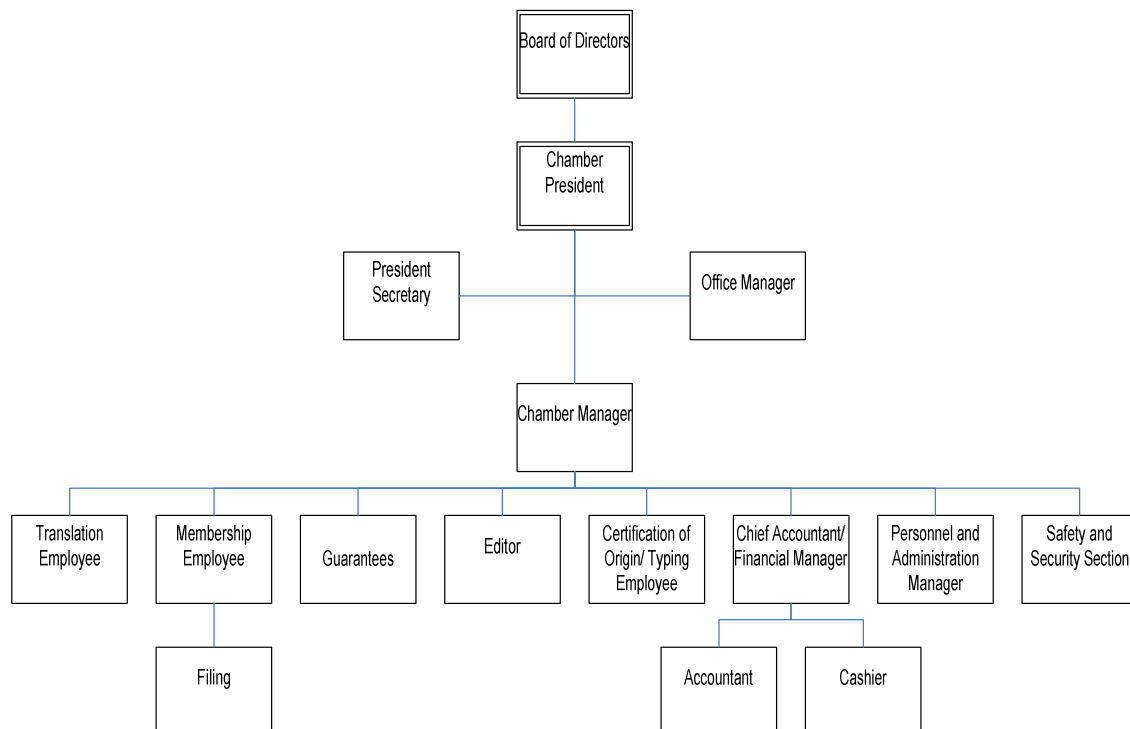 Board of Directors
Chamber
President
President
Secretary
Office Manager
Chamber Manager
Translation
Employee
Membership
Employee
Guarantees
Editor
Certification of
Origin/ Typing
Employee
Chief Accountant/
Financial Manager
Personnel and
Administration
Manager
Safety and
Security Section
Filing
Accountant
Cashier